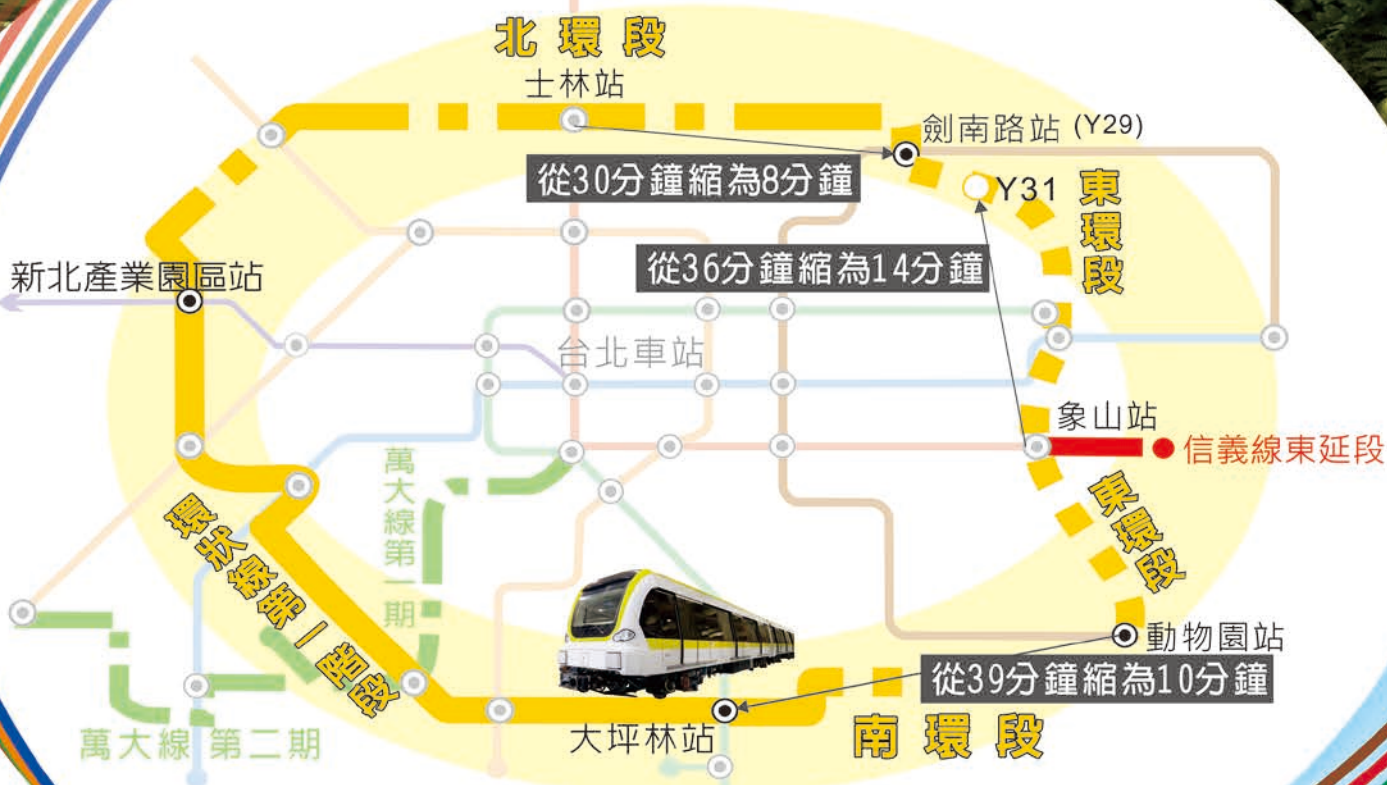 北環段
士林站
劍南路站 (Y29)
從30分鐘縮為8分鐘
Y31
東環段
從36分鐘縮為14分鐘
新北產業園區站
台北車站
象山站
信義線東延段
萬大線第一期
東環段
環狀線第一階段
動物園站
從39分鐘縮為10分鐘
大坪林站
南環段
萬大線 第二期